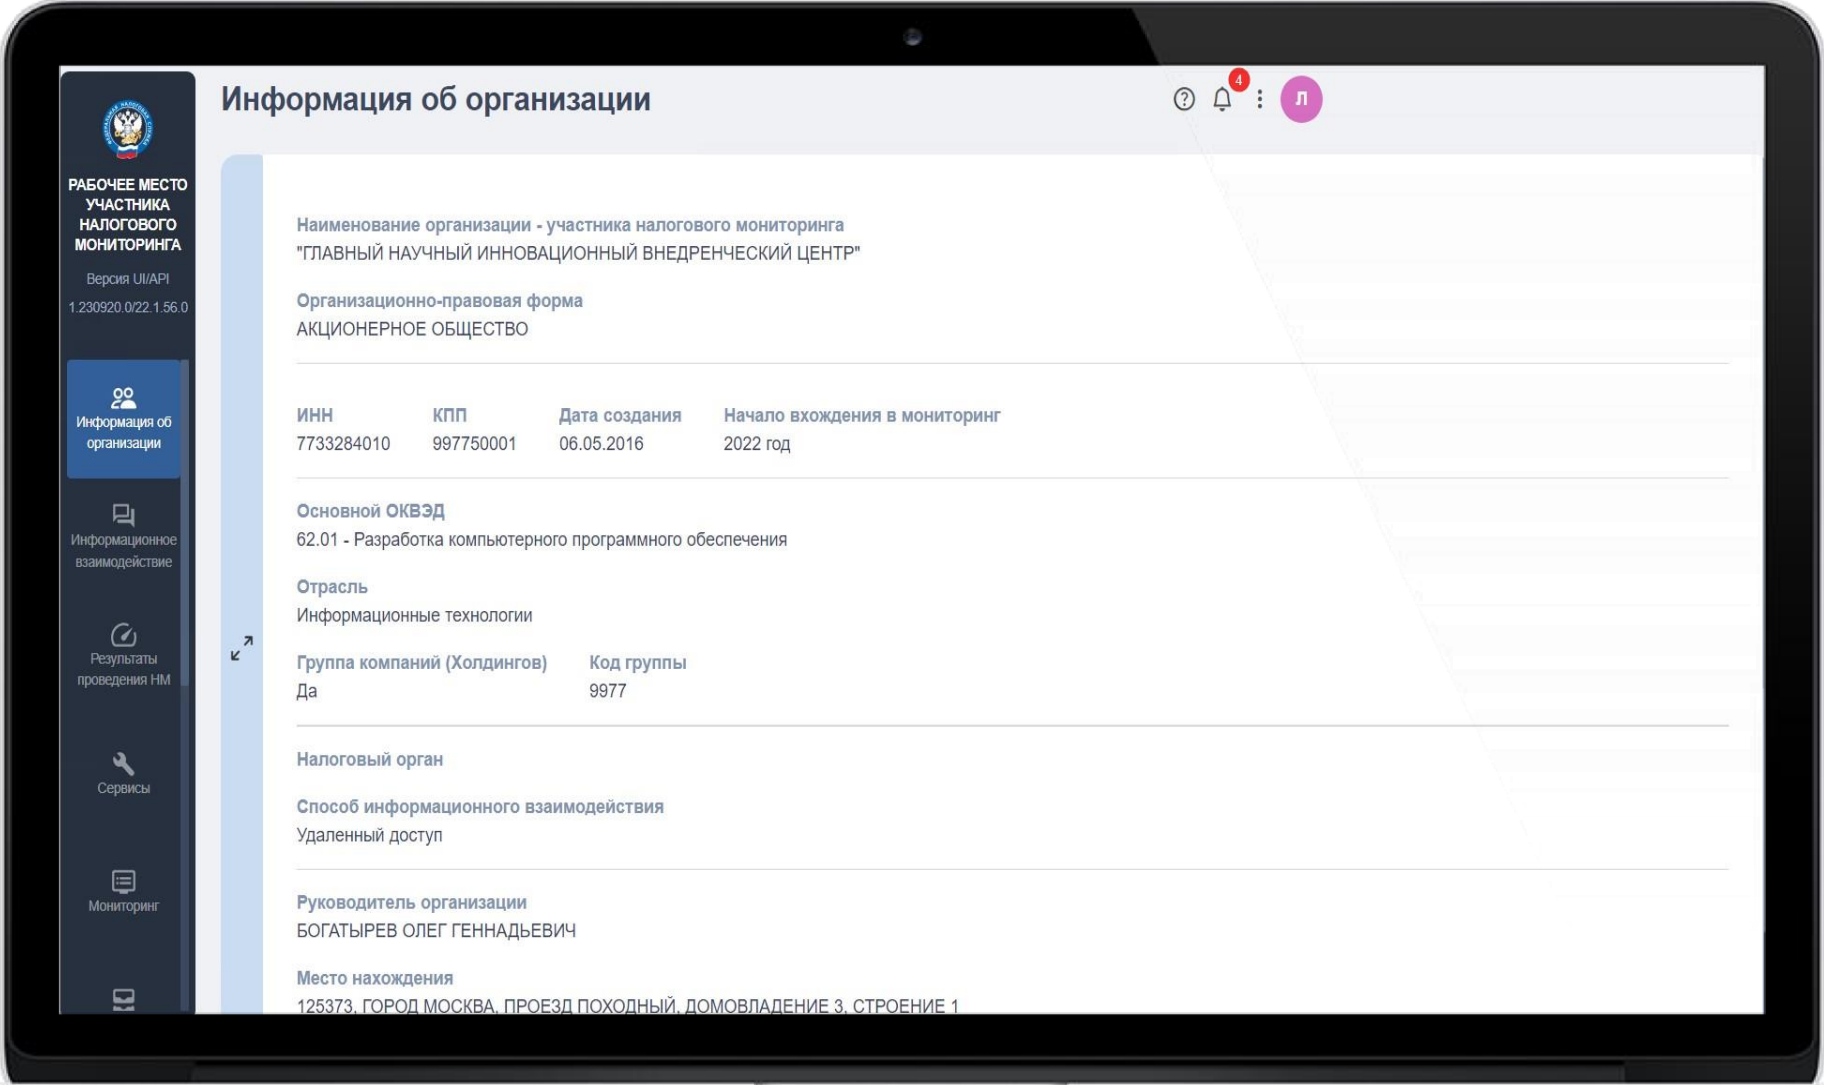 РАБОЧЕЕ МЕСТО
УЧАСТНИКА
НАЛОГОВОГО
МОНИТОРИНГА
Версия UI/API
1.230920.0/22.1.56.0
Информация об
организации
Информационное
взаимодействие
Результаты
проведения НМ
Сервисы
Мониторинг
Информация об организации
4
Л
Наименование организации - участника налогового мониторинга
"ГЛАВНЫЙ НАУЧНЫЙ ИННОВАЦИОННЫЙ ВНЕДРЕНЧЕСКИЙ ЦЕНТР"
Организационно-правовая форма
АКЦИОНЕРНОЕ ОБЩЕСТВО
ИНН КПП Дата создания Начало вхождения в мониторинг
7733284010 997750001 06.05.2016 2022 год
Основной ОКВЭД
62.01 - Разработка компьютерного программного обеспечения
Отрасль
Информационные технологии
Группа компаний (Холдингов) Код группы
Да 9977
Налоговый орган
Способ информационного взаимодействия
Удаленный доступ
Руководитель организации
БОГАТЫРЕВ ОЛЕГ ГЕННАДЬЕВИЧ
Место нахождения
125373, ГОРОД МОСКВА, ПРОЕЗД ПОХОДНЫЙ, ДОМОВЛАДЕНИЕ 3, СТРОЕНИЕ 1